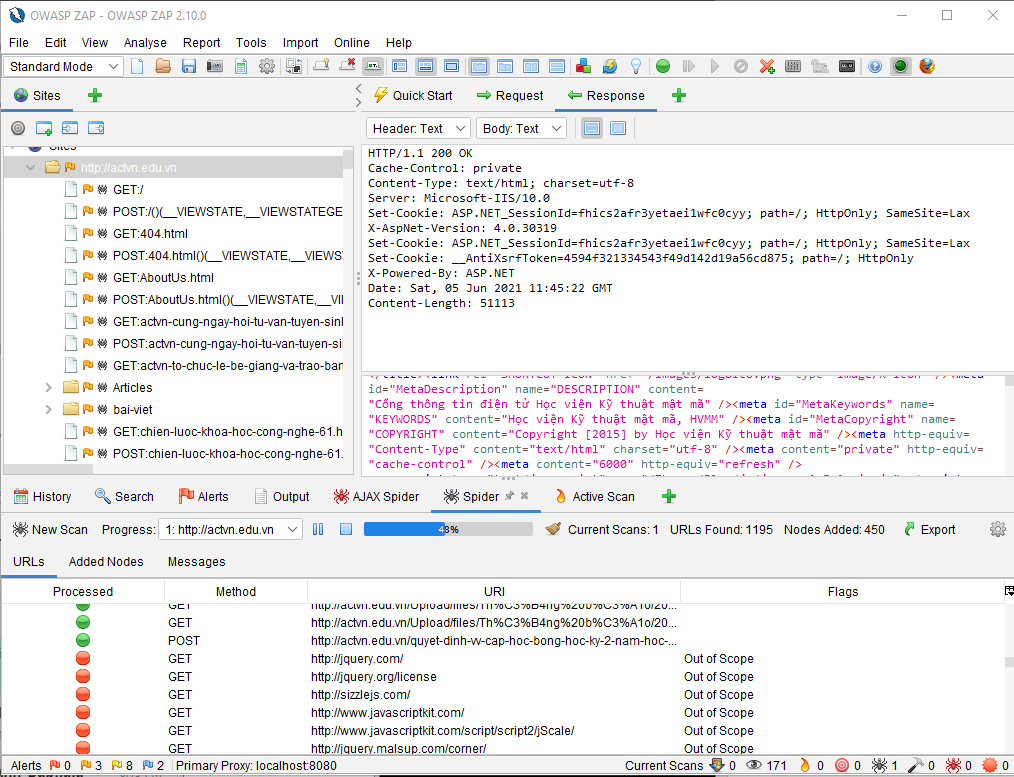 OWASP ZAP - OWASP ZAP 2.10.0
File Edit View Analyse Report Tools Import Online Help
Standard Mode
Sites
Quick Start Request Response
Header: Text Body: Text
Sites
http://actvn.edu.vn
GET:/
POST:/()(__VIEWSTATE,__VIEWSTATEGE
GET:404.html
POST:404.html()(__VIEWSTATE,__VIEWS
GET:AboutUs.html
POST:AboutUs.html()(__VIEWSTATE,__VII
GET:actvn-cung-ngay-hoi-tu-van-tuyen-sinl
POST:actvn-cung-ngay-hoi-tu-van-tuyen-si
GET:actvn-to-chuc-le-be-giang-va-trao-ban
Articles
bai-viet
GET:chien-luoc-khoa-hoc-cong-nghe-61.h
POST:chien-luoc-khoa-hoc-cong-nghe-61.
HTTP/1.1 200 OK
Cache-Control: private
Content-Type: text/html; charset=utf-8
Server: Microsoft-IIS/10.0
Set-Cookie: ASP.NET_SessionId=fhics2afr3yetaei1wfc0cyy; path=/; HttpOnly; SameSite=Lax
X-AspNet-Version: 4.0.30319
Set-Cookie: ASP.NET_SessionId=fhics2afr3yetaei1wfc0cyy; path=/; HttpOnly; SameSite=Lax
Set-Cookie: __AntiXsrfToken=4594f321334543f49d142d19a56cd875; path=/; HttpOnly
X-Powered-By: ASP.NET
Date: Sat, 05 Jun 2021 11:45:22 GMT
Content-Length: 51113
id="MetaDescription" name="DESCRIPTION" content=
"Cổng thông tin điện tử Học viện Kỹ thuật mật mã" /><meta id="MetaKeywords" name=
"KEYWORDS" content="Học viện Kỹ thuật mật mã, HVMM" /><meta id="MetaCopyright" name=
"COPYRIGHT" content="Copyright [2015] by Học viện Kỹ thuật mật mã" /><meta http-equiv=
"Content-Type" content="text/html" charset="utf-8" /><meta content="private" http-equiv=
"cache-control" /><meta content="6000" http-equiv="refresh" />
History Search Alerts Output AJAX Spider Spider Active Scan
New Scan Progress: 1: http://actvn.edu.vn 48% Current Scans: 1 URLs Found: 1195 Nodes Added: 450 Export
URLs Added Nodes Messages
Processed Method URI Flags
GET http://actvn.edu.vn/Upload/files/Th%C3%B4ng%20b%C3%A1o/20...
GET http://actvn.edu.vn/Upload/files/Th%C3%B4ng%20b%C3%A1o/20...
POST http://actvn.edu.vn/quyet-dinh-vv-cap-hoc-bong-hoc-ky-2-nam-hoc-...
GET http://jquery.com/ Out of Scope
GET http://jquery.org/license Out of Scope
GET http://sizzlejs.com/ Out of Scope
GET http://www.javascriptkit.com/ Out of Scope
GET http://www.javascriptkit.com/script/script2/jScale/ Out of Scope
GET http://jquery.malsup.com/corner/ Out of Scope
Alerts 0 3 8 2 Primary Proxy: localhost:8080 Current Scans 0 171 0 0 1 0 0 0